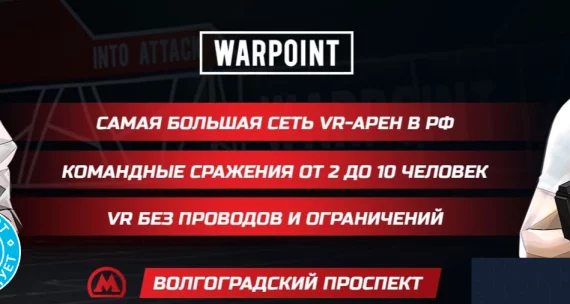 WARPOINT
INTO ATTACK
САМАЯ БОЛЬШАЯ СЕТЬ VR-АРЕН В РФ
КОМАНДНЫЕ СРАЖЕНИЯ ОТ 2 ДО 10 ЧЕЛОВЕК
VR БЕЗ ПРОВОДОВ И ОГРАНИЧЕНИЙ
М ВОЛГОГРАДСКИЙ ПРОСПЕКТ